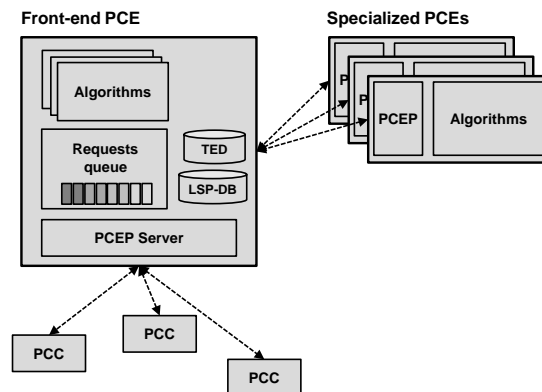 Front-end PCE
Specialized PCEs
Algorithms
Requests
queue
TED
LSP-DB
PCEP Server
P
P
PCEP
Algorithms
PCC
PCC
PCC